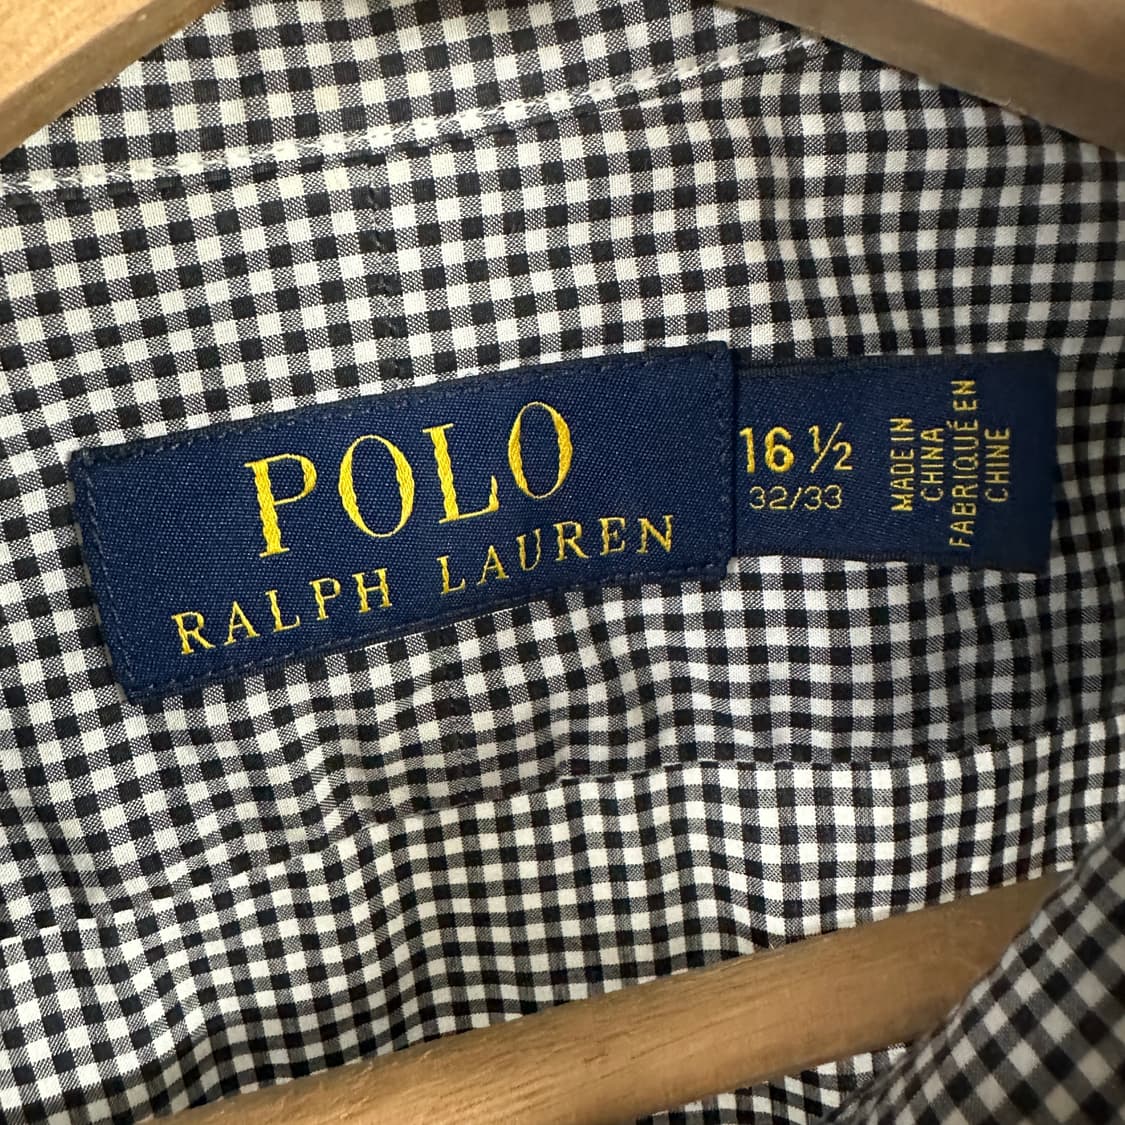 POLO
RALPH LAUREN
16 ½
32/33
MADE IN
CHINA
FABRIQUÉ EN
CHINE